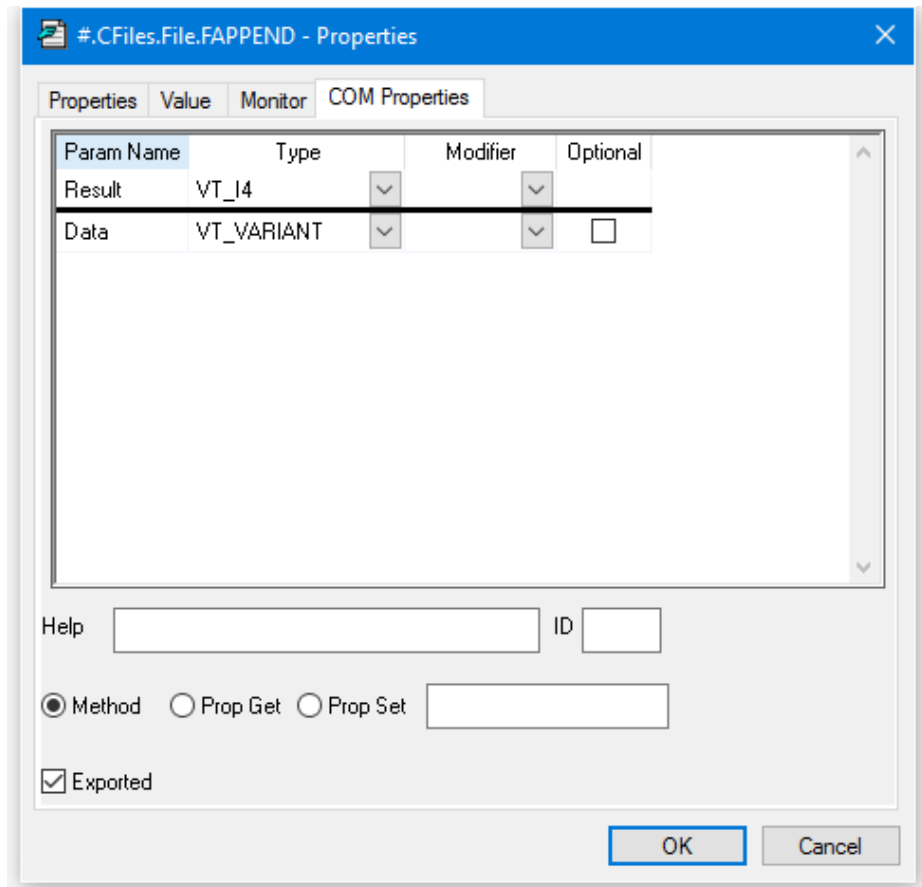 #.CFiles.File.FAPPEND - Properties
Properties Value Monitor COM Properties
Param Name Type Modifier Optional
Result VT_I4
Data VT_VARIANT
Help ID
Method Prop Get Prop Set
Exported
OK Cancel